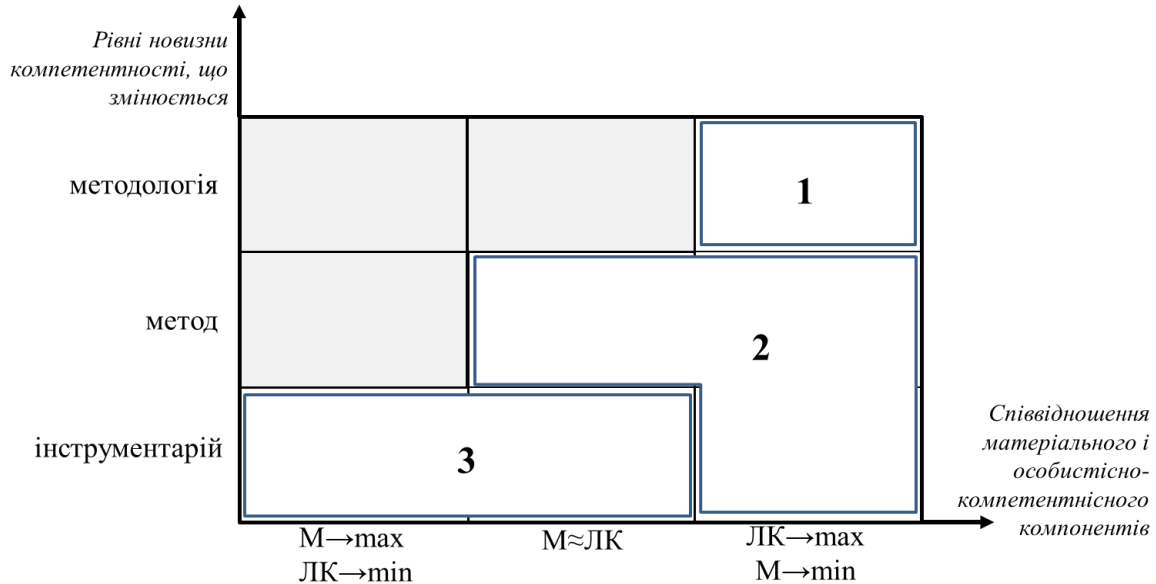 Рівні новизни
компетентності, що
змінюється
методологія
1
метод
2
інструментарій
3
Співвідношення
матеріального і
особистісно-
компетентнісного
компонентів
М→max
ЛК→min
М≈ЛК
ЛК→max
М→min